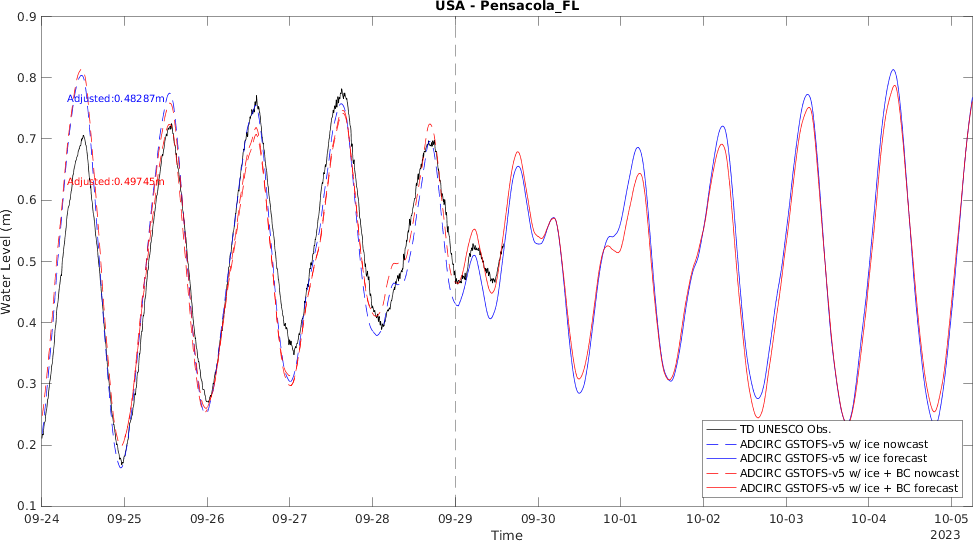 USA - Pensacola_FL
0.9
0.8
0.7
0.6
0.5
0.4
0.3
0.2
0.1
Water Level (m)
Adjusted:0.48287m
Adjusted:0.49745m
TD UNESCO Obs.
ADCIRC GSTOFS-v5 w/ ice nowcast
ADCIRC GSTOFS-v5 w/ ice forecast
ADCIRC GSTOFS-v5 w/ ice + BC nowcast
ADCIRC GSTOFS-v5 w/ ice + BC forecast
09-24 09-25 09-26 09-27 09-28 09-29 09-30 10-01 10-02 10-03 10-04 10-05
Time 2023